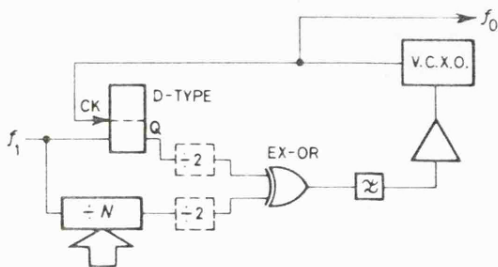 f₀
V.C.X.O.
CK
D-TYPE
Q
f₁
÷2
EX-OR
÷N
÷2